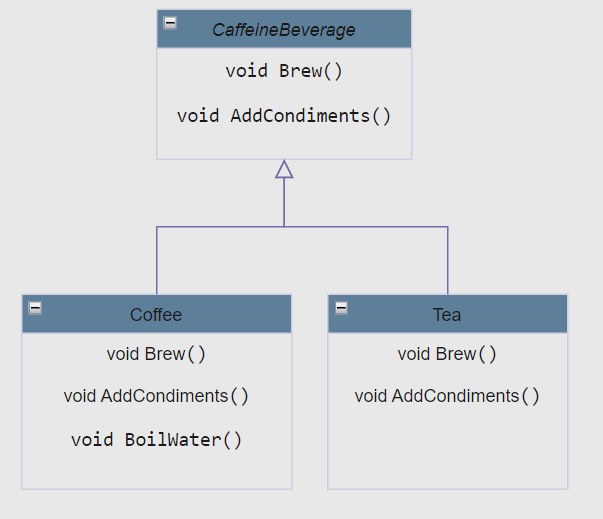 CaffeineBeverage
void Brew()
void AddCondiments()
Coffee
void Brew()
void AddCondiments()
void BoilWater()
Tea
void Brew()
void AddCondiments()